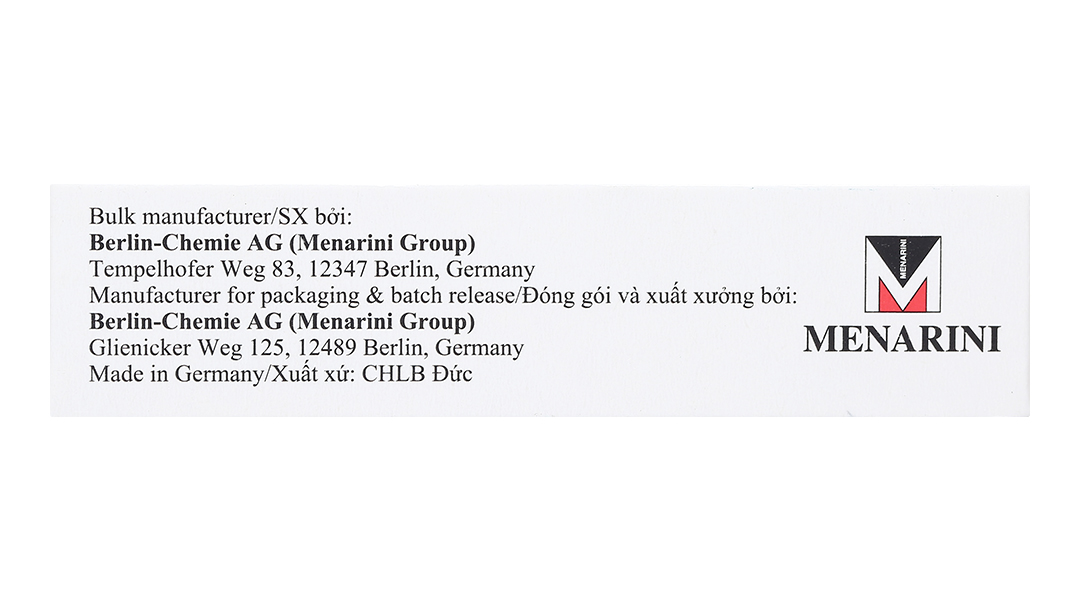 Bulk manufacturer/SX bởi:
Berlin-Chemie AG (Menarini Group)
Tempelhofer Weg 83, 12347 Berlin, Germany
Manufacturer for packaging & batch release/Đóng gói và xuất xưởng bởi:
Berlin-Chemie AG (Menarini Group)
Glienicker Weg 125, 12489 Berlin, Germany
Made in Germany/Xuất xứ: CHLB Đức
MENARINI
MENARINI